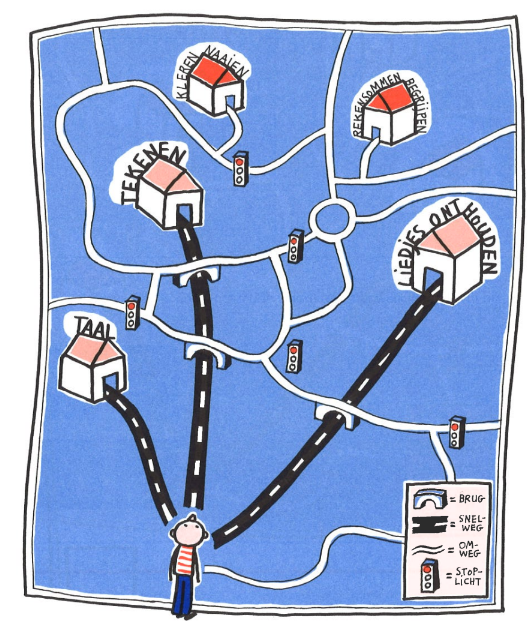 KLEREN NAAIEN
REKENSOMMEN BEGRIJPEN
TEKENEN
LIEDJES ONTHOUDEN
TAAL
= BRUG
= SNEL-
WEG
= OM-
WEG
= STOP-
LICHT